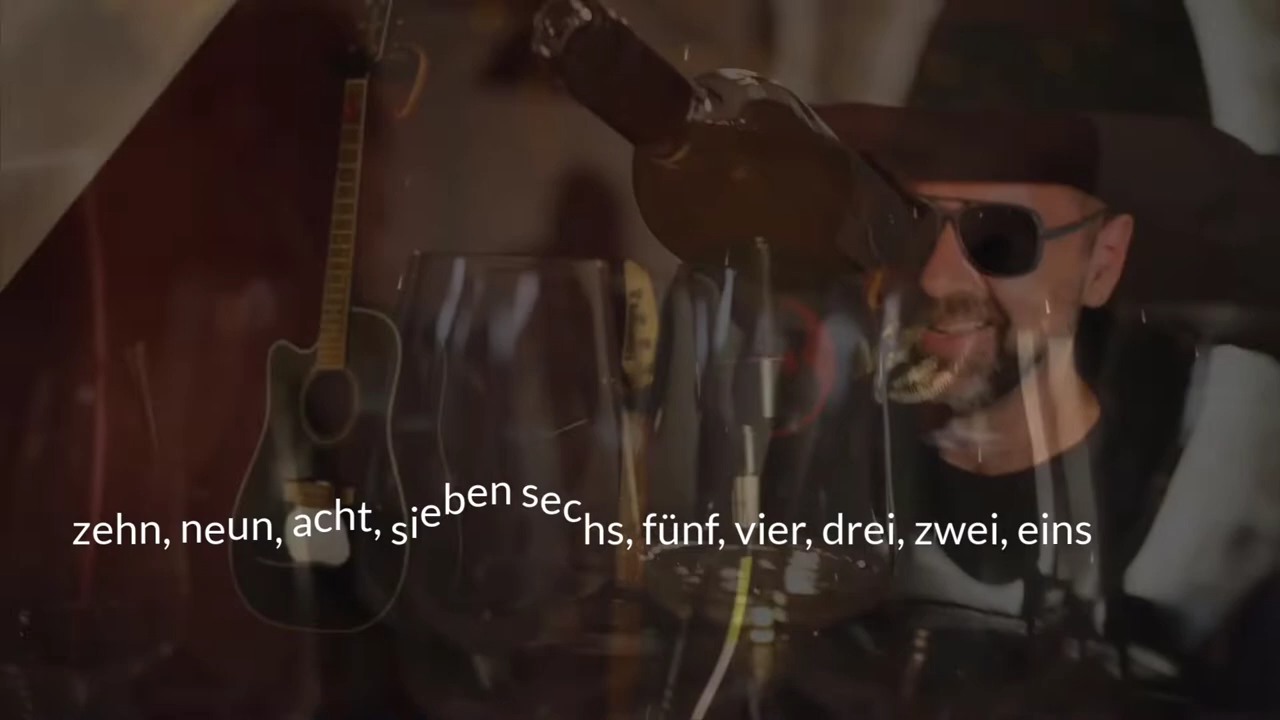 zehn, neun, acht, sieben sechs, fünf, vier, drei, zwei, eins